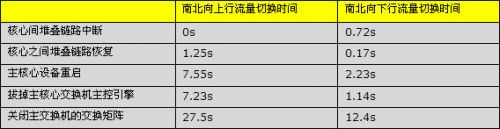 南北向上行流量切换时间 南北向下行流量切换时间
核心间堆叠链路中断 0s 0.72s
核心之间堆叠链路恢复 1.25s 0.17s
主核心设备重启 7.55s 2.23s
拔掉主核心交换机主控引擎 7.23s 1.14s
关闭主交换机的交换矩阵 27.5s 12.4s